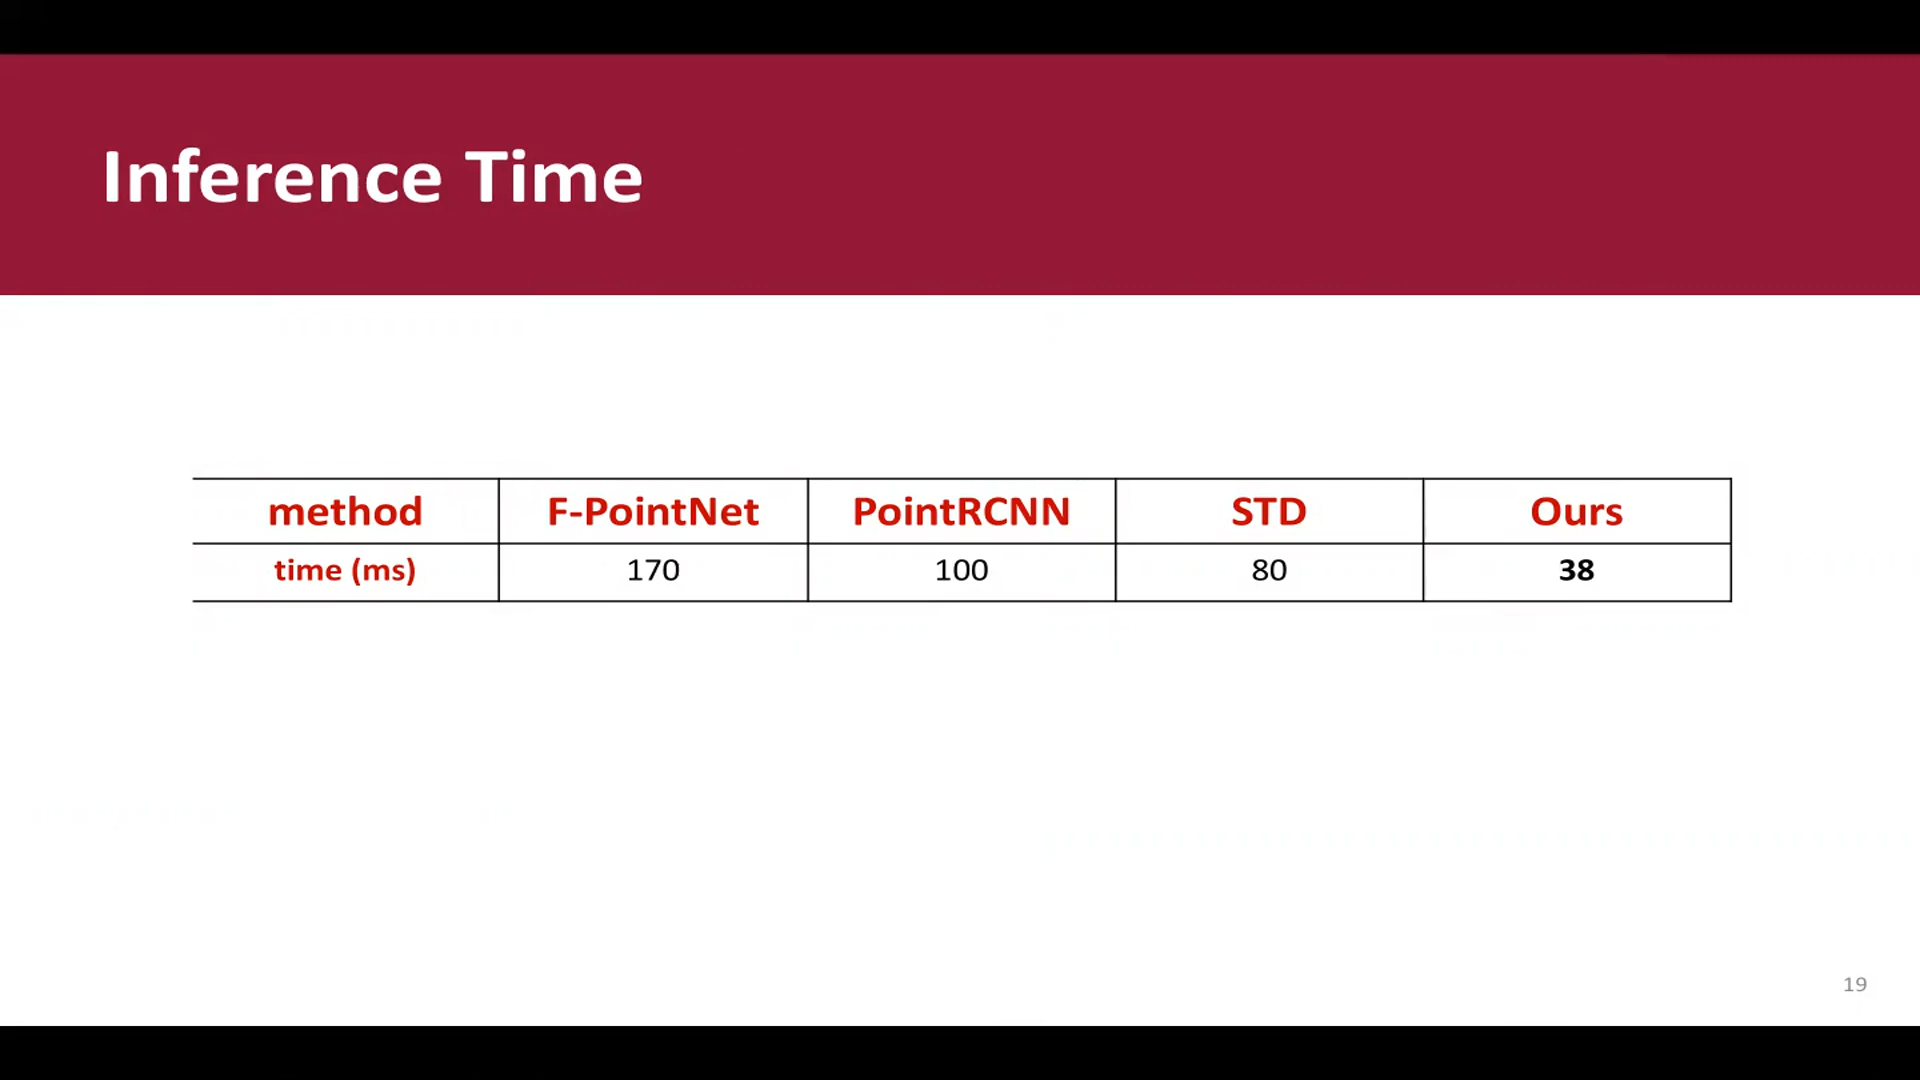 Inference Time
method F-PointNet PointRCNN STD Ours
time (ms) 170 100 80 38
19